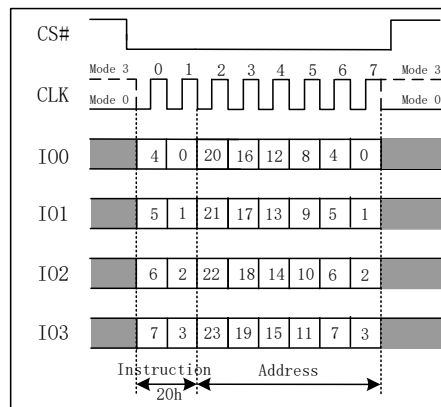 CS#
Mode 3 0 1 2 3 4 5 6 7 Mode 3
CLK
Mode 0 Mode 0
IO0 4 0 20 16 12 8 4 0
IO1 5 1 21 17 13 9 5 1
IO2 6 2 22 18 14 10 6 2
IO3 7 3 23 19 15 11 7 3
Instruction Address
20h